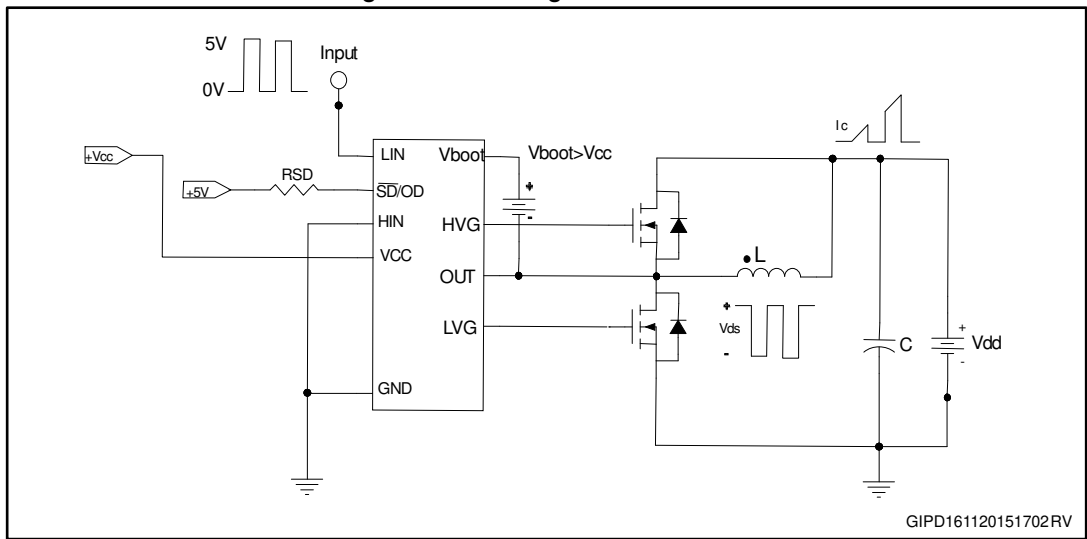 5V
0V
Input
+Vcc
+5V
RSD
LIN
SD/OD
HIN
VCC
GND
Vboot
HVG
OUT
LVG
Vboot>Vcc
+
-
L
+
Vds
-
Ic
C
+
Vdd
-
GIPD161120151702RV